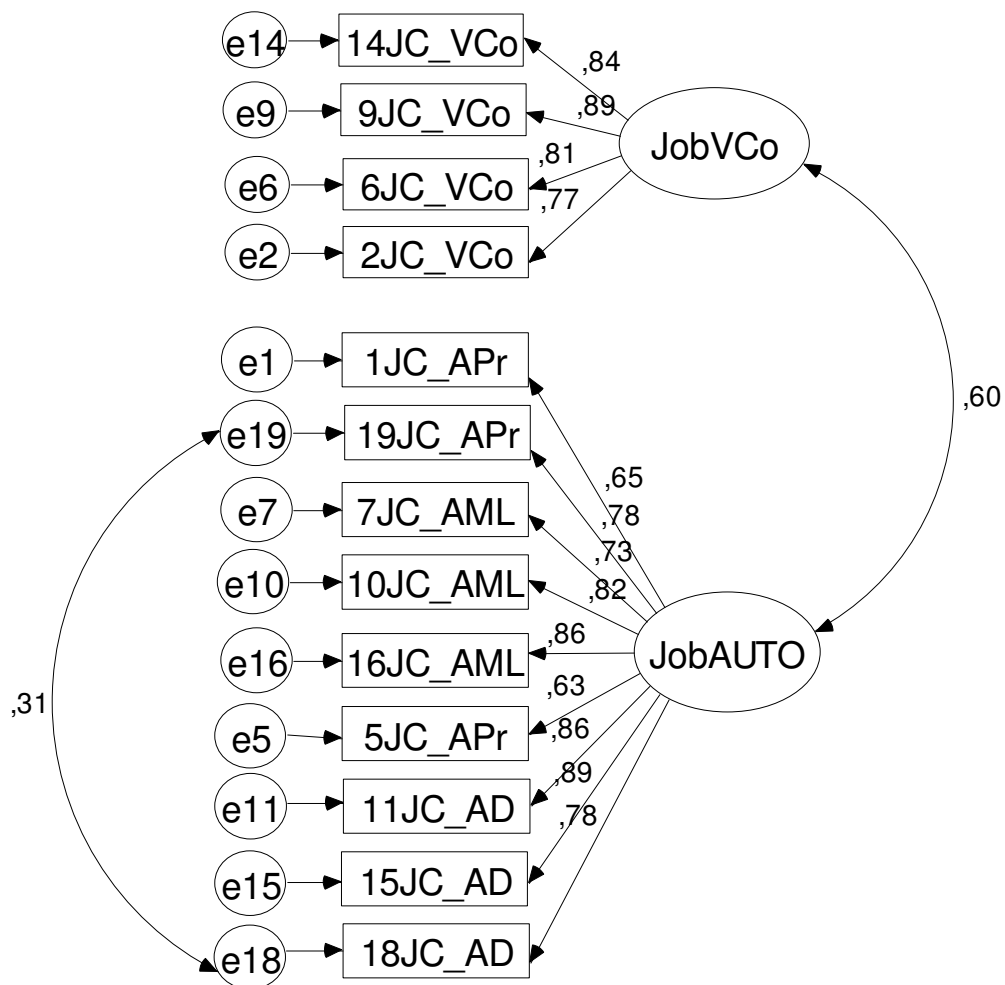 e14 14JC_VCo
,84
e9 9JC_VCo ,89
JobVCo
,81
e6 6JC_VCo
,77
e2 2JC_VCo
e1 1JC_APr
,60
e19 19JC_APr
,65
e7 7JC_AML ,78
,73
e10 10JC_AML ,82
,86
e16 16JC_AML JobAUTO
,63
,31
e5 5JC_APr ,86
,89
e11 11JC_AD ,78
e15 15JC_AD
e18 18JC_AD